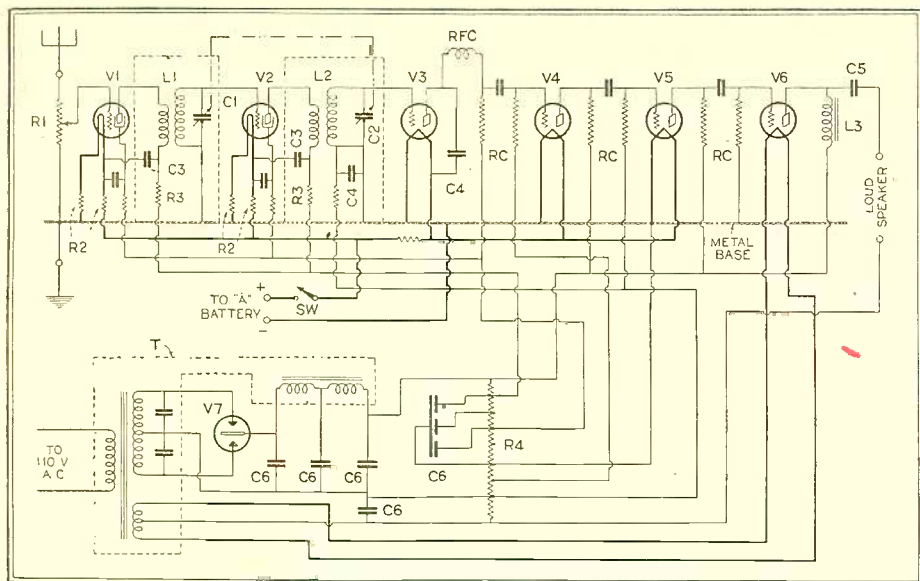 RFC
V1
L1
V2
L2
V3
V4
V5
V6
C5
R1
C1
C2
L3
C3
C3
C4
RC
RC
RC
R3
R3
C4
LOUD SPEAKER
R2
R2
METAL BASE
+
TO "A" BATTERY
SW
−
T
V7
TO 110 V A C
R4
C6
C6
C6
C6
C6